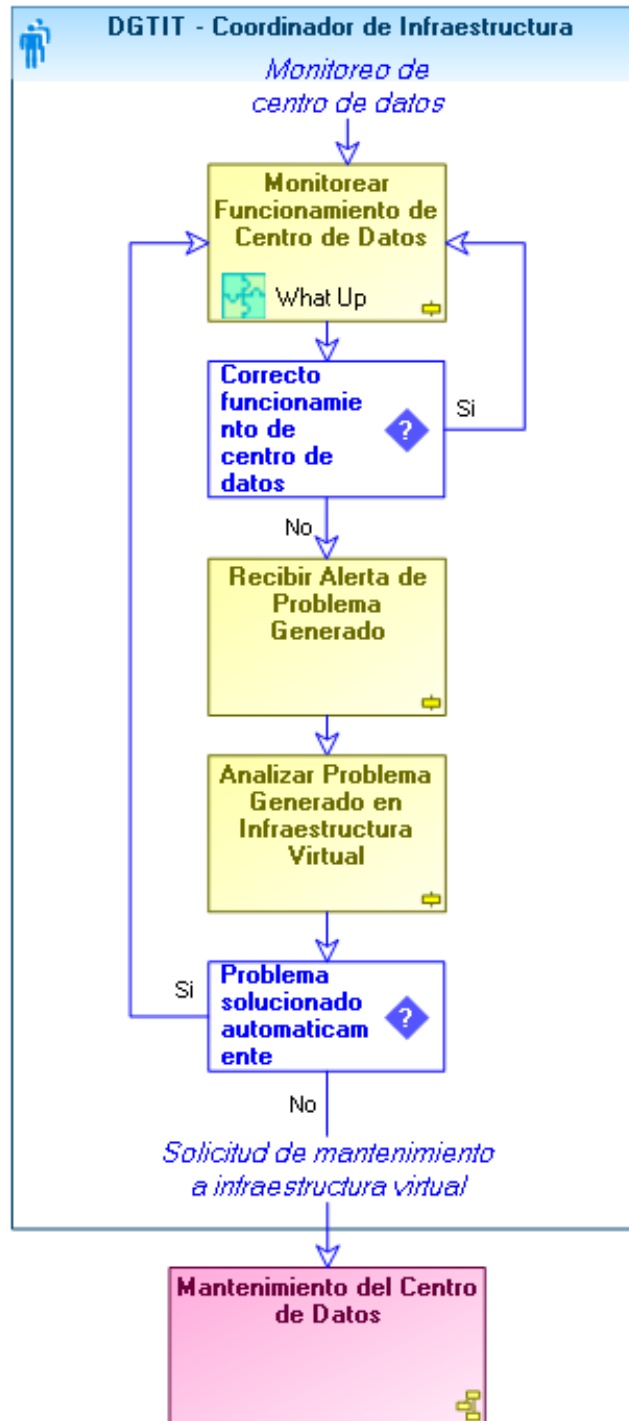 DGTIT - Coordinador de Infraestructura
Monitoreo de
centro de datos
Monitorear
Funcionamiento de
Centro de Datos
What Up
Correcto
funcionamie
nto de
centro de
datos
?
Si
No
Recibir Alerta de
Problema
Generado
Analizar Problema
Generado en
Infraestructura
Virtual
Si
Problema
solucionado
automaticam
ente
?
No
Solicitud de mantenimiento
a infraestructura virtual
Mantenimiento del Centro
de Datos